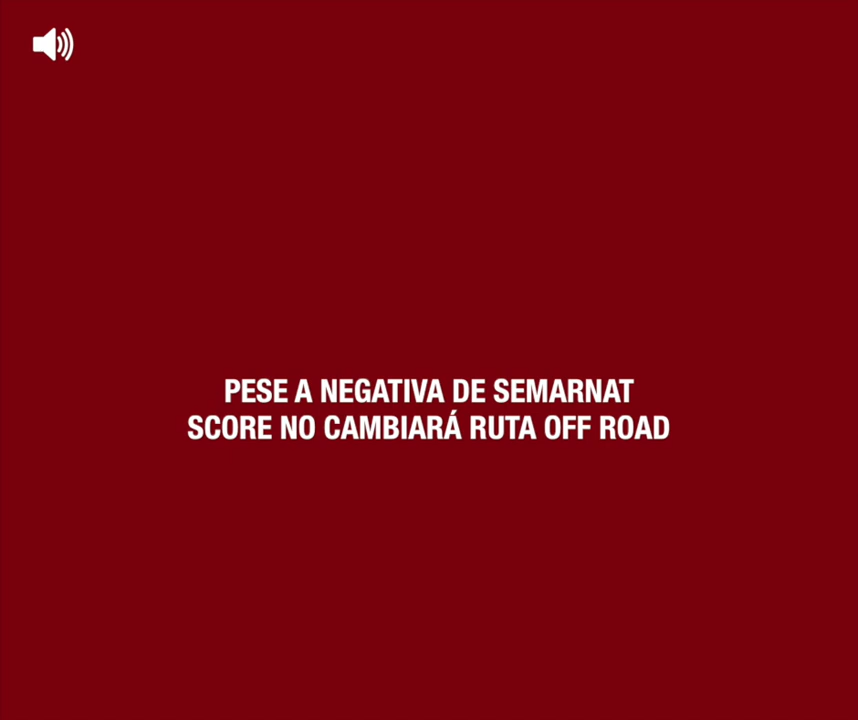 PESE A NEGATIVA DE SEMARNAT
SCORE NO CAMBIARÁ RUTA OFF ROAD